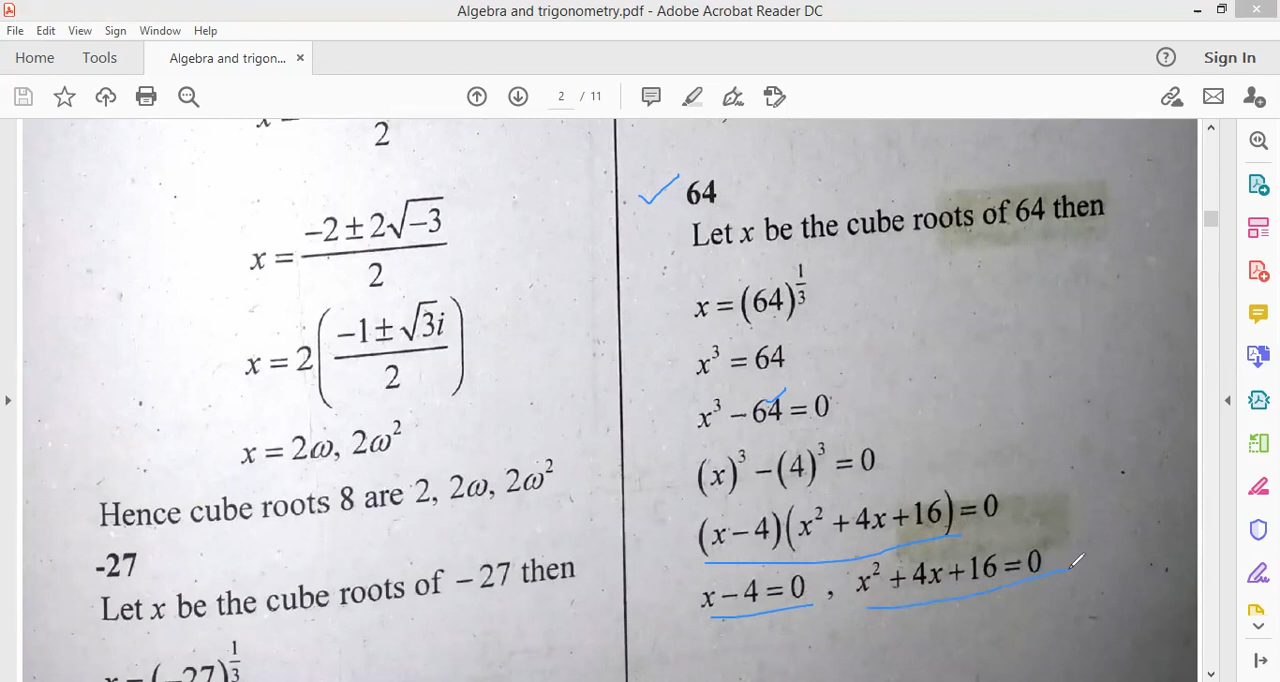 Algebra and trigonometry.pdf - Adobe Acrobat Reader DC
File Edit View Sign Window Help
Home Tools Algebra and trigon... × Sign In
2 / 11
2
x = (-2 ± 2√-3) / 2
x = 2((-1 ± √3i) / 2)
x = 2ω, 2ω²
Hence cube roots 8 are 2, 2ω, 2ω²
-27
Let x be the cube roots of -27 then
x = (-27)^(1/3)
64
Let x be the cube roots of 64 then
x = (64)^(1/3)
x³ = 64
x³ - 64 = 0
(x)³ - (4)³ = 0
(x - 4)(x² + 4x + 16) = 0
x - 4 = 0 , x² + 4x + 16 = 0